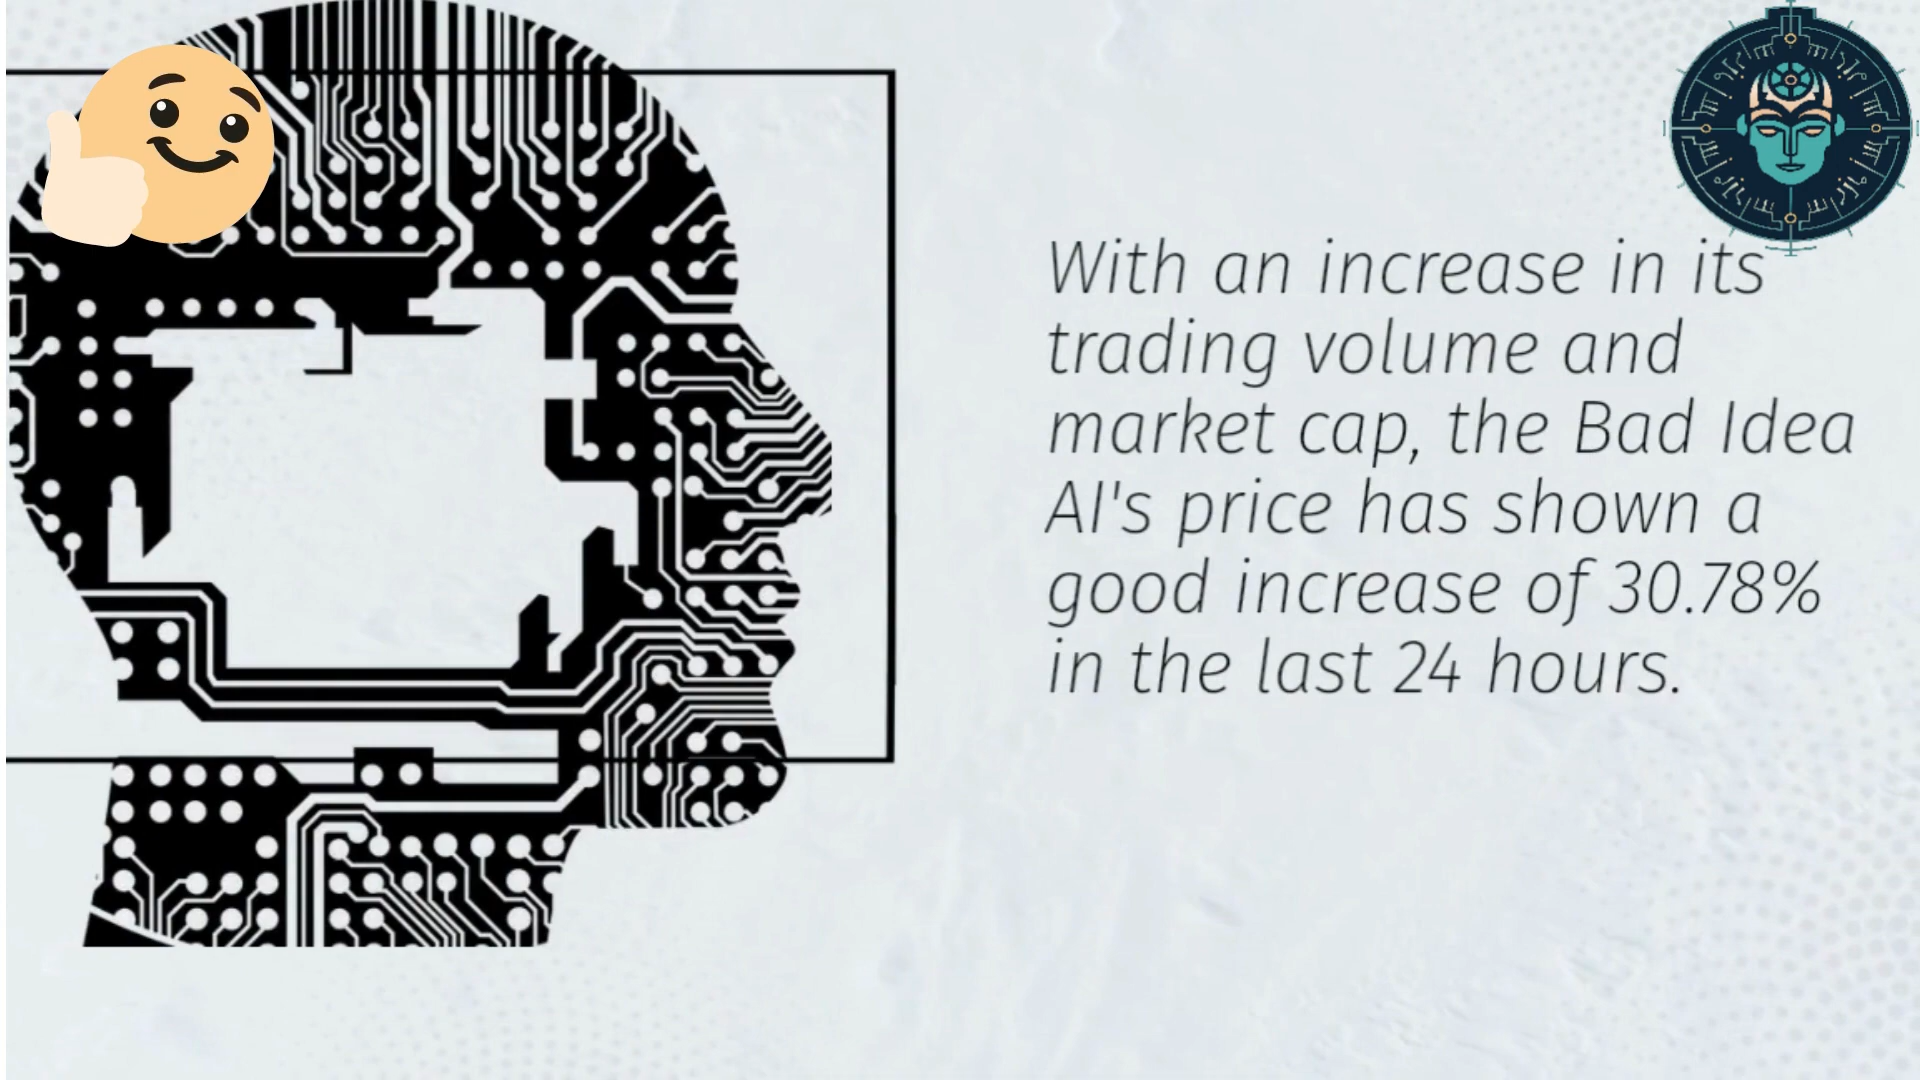 With an increase in its
trading volume and
market cap, the Bad Idea
AI's price has shown a
good increase of 30.78%
in the last 24 hours.